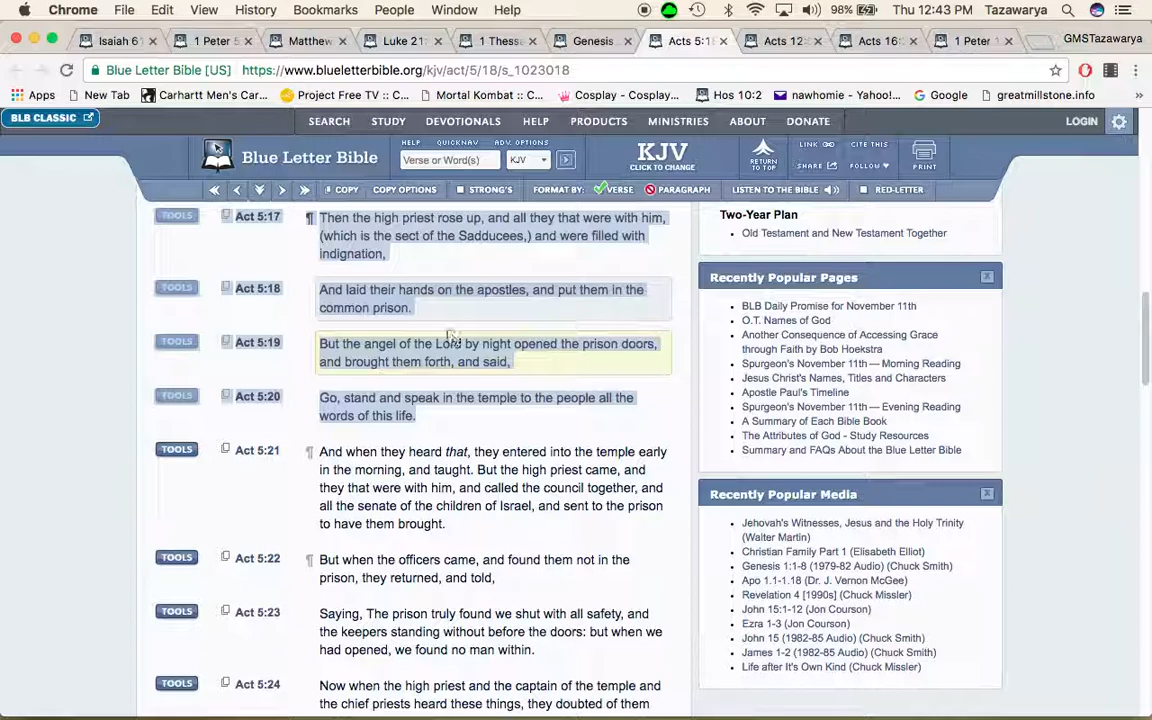 Chrome File Edit View History Bookmarks People Window Help 98% Thu 12:43 PM Tazawarya
Isaiah 6 1 Peter 5 Matthew Luke 21 1 Thess Genesis Acts 5:1 Acts 12: Acts 16: 1 Peter GMSTazawarya
Blue Letter Bible [US] https://www.blueletterbible.org/kjv/act/5/18/s_1023018
Apps New Tab Carhartt Men's Car... Project Free TV :: C... Mortal Kombat :: C... Cosplay - Cosplay... Hos 10:2 nawhomie - Yahoo!... Google greatmillstone.info »
BLB CLASSIC
SEARCH STUDY DEVOTIONALS HELP PRODUCTS MINISTRIES ABOUT DONATE LOGIN
Blue Letter Bible
HELP QUICKNAV ADV. OPTIONS
Verse or Word(s) KJV
KJV
CLICK TO CHANGE
RETURN TO TOP
LINK CITE THIS
SHARE FOLLOW
PRINT
COPY COPY OPTIONS STRONG'S FORMAT BY: VERSE PARAGRAPH LISTEN TO THE BIBLE RED-LETTER
TOOLS Act 5:17 ¶ Then the high priest rose up, and all they that were with him,
(which is the sect of the Sadducees,) and were filled with
indignation,
TOOLS Act 5:18 And laid their hands on the apostles, and put them in the
common prison.
TOOLS Act 5:19 But the angel of the Lord by night opened the prison doors,
and brought them forth, and said,
TOOLS Act 5:20 Go, stand and speak in the temple to the people all the
words of this life.
TOOLS Act 5:21 ¶ And when they heard that, they entered into the temple early
in the morning, and taught. But the high priest came, and
they that were with him, and called the council together, and
all the senate of the children of Israel, and sent to the prison
to have them brought.
TOOLS Act 5:22 ¶ But when the officers came, and found them not in the
prison, they returned, and told,
TOOLS Act 5:23 Saying, The prison truly found we shut with all safety, and
the keepers standing without before the doors: but when we
had opened, we found no man within.
TOOLS Act 5:24 Now when the high priest and the captain of the temple and
the chief priests heard these things, they doubted of them
Two-Year Plan
Old Testament and New Testament Together
Recently Popular Pages
BLB Daily Promise for November 11th
O.T. Names of God
Another Consequence of Accessing Grace
through Faith by Bob Hoekstra
Spurgeon's November 11th — Morning Reading
Jesus Christ's Names, Titles and Characters
Apostle Paul's Timeline
Spurgeon's November 11th — Evening Reading
A Summary of Each Bible Book
The Attributes of God - Study Resources
Summary and FAQs About the Blue Letter Bible
Recently Popular Media
Jehovah's Witnesses, Jesus and the Holy Trinity
(Walter Martin)
Christian Family Part 1 (Elisabeth Elliot)
Genesis 1:1-8 (1979-82 Audio) (Chuck Smith)
Apo 1.1-1.18 (Dr. J. Vernon McGee)
Revelation 4 [1990s] (Chuck Missler)
John 15:1-12 (Jon Courson)
Ezra 1-3 (Jon Courson)
John 15 (1982-85 Audio) (Chuck Smith)
James 1-2 (1982-85 Audio) (Chuck Smith)
Life after It's Own Kind (Chuck Missler)